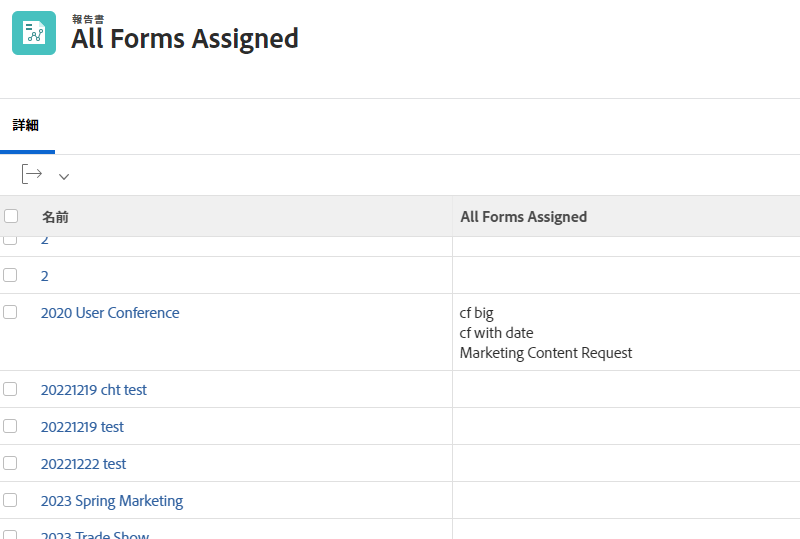 報告書
All Forms Assigned
詳細
名前 All Forms Assigned
2
2
2020 User Conference cf big
cf with date
Marketing Content Request
20221219 cht test
20221219 test
20221222 test
2023 Spring Marketing
2023 Trade Show